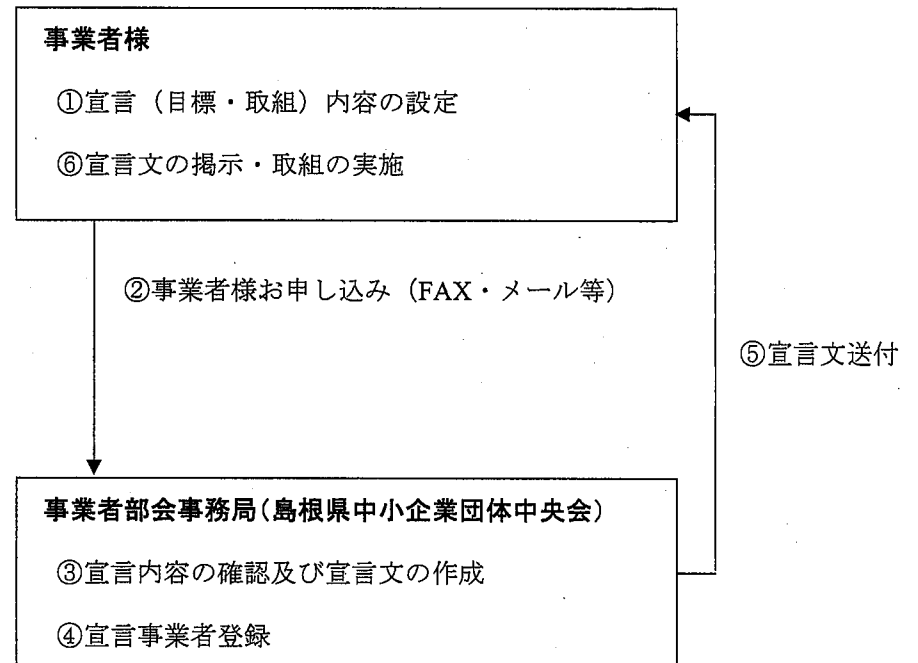 事業者様
①宣言（目標・取組）内容の設定
⑥宣言文の掲示・取組の実施
②事業者様お申し込み（FAX・メール等）
⑤宣言文送付
事業者部会事務局（島根県中小企業団体中央会）
③宣言内容の確認及び宣言文の作成
④宣言事業者登録